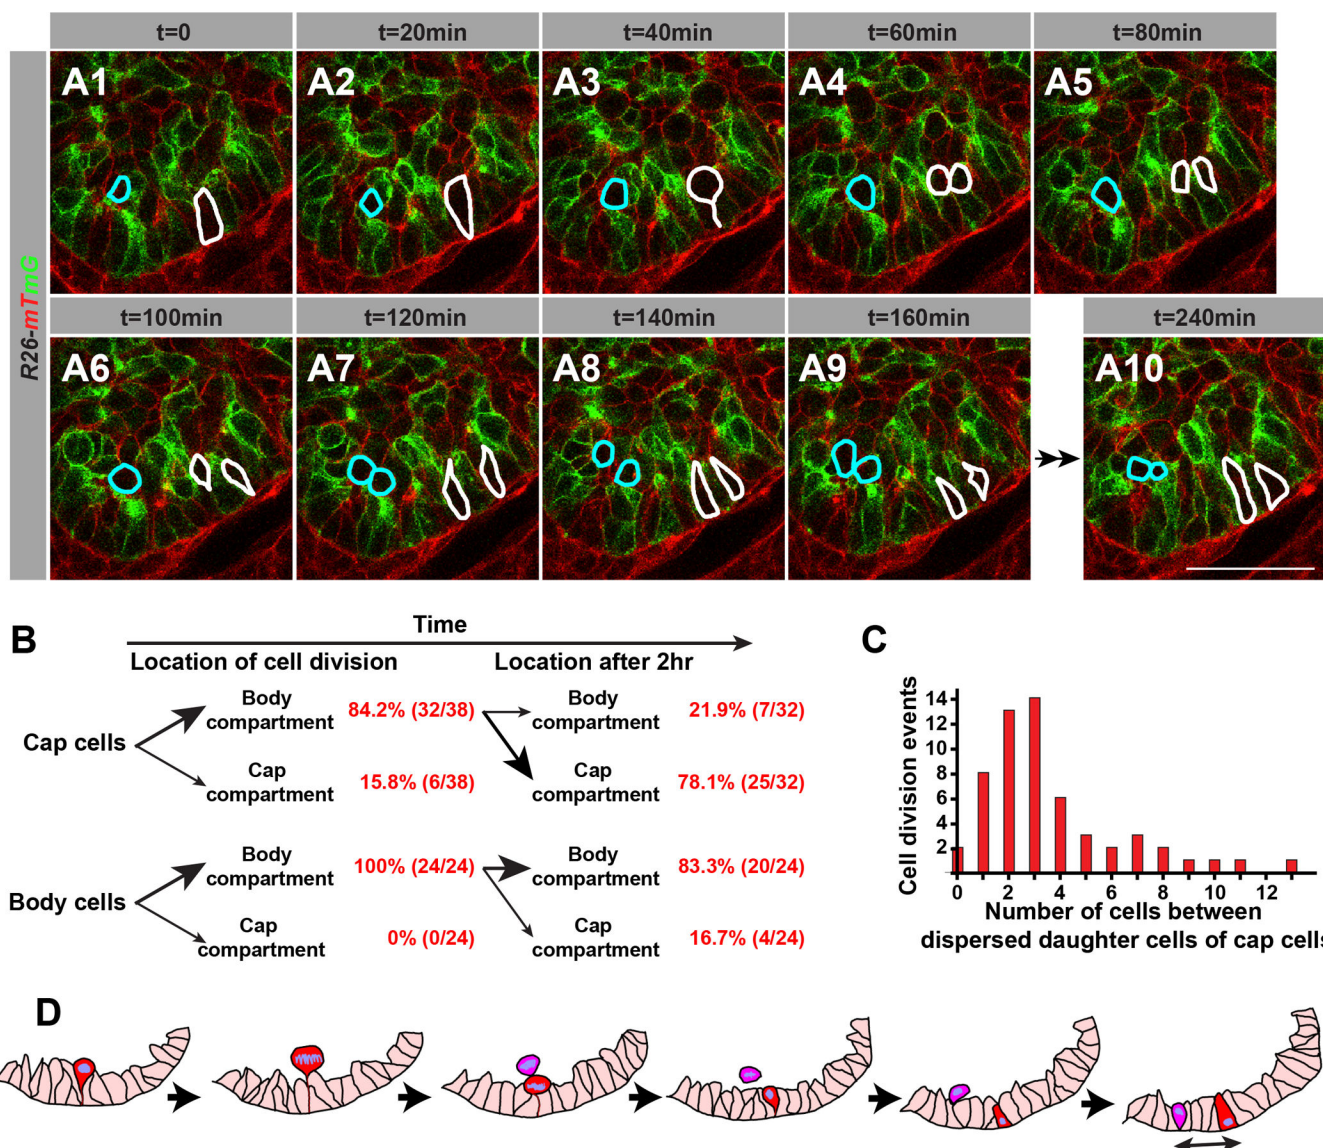 t=0
t=20min
t=40min
t=60min
t=80min
R26-mTmG
A1
A2
A3
A4
A5
t=100min
t=120min
t=140min
t=160min
t=240min
A6
A7
A8
A9
A10
B
Time
Location of cell division
Location after 2hr
Cap cells
Body
compartment
84.2% (32/38)
Body
compartment
21.9% (7/32)
Cap
compartment
15.8% (6/38)
Cap
compartment
78.1% (25/32)
Body cells
Body
compartment
100% (24/24)
Body
compartment
83.3% (20/24)
Cap
compartment
0% (0/24)
Cap
compartment
16.7% (4/24)
C
Cell division events
14
12
10
8
6
4
2
0 2 4 6 8 10 12
Number of cells between
dispersed daughter cells of cap cells
D